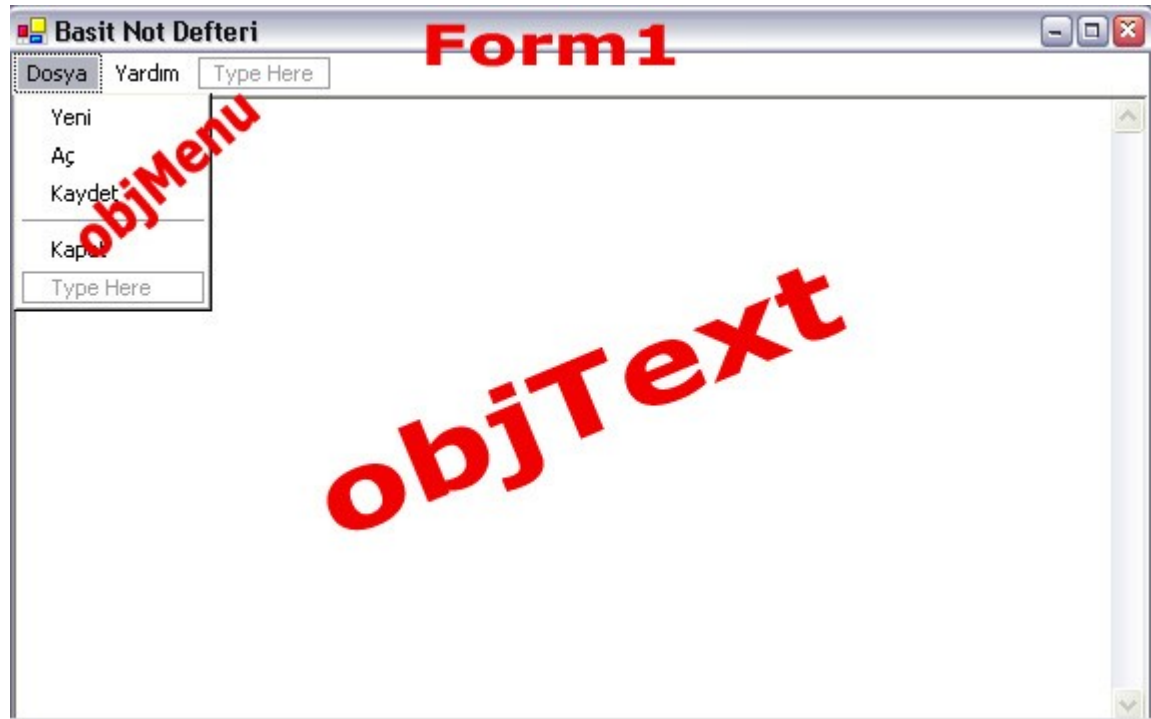 Basit Not Defteri
Form1
Dosya Yardım Type Here
Yeni
Aç
Kaydet
Kapat
Type Here
objMenu
objText